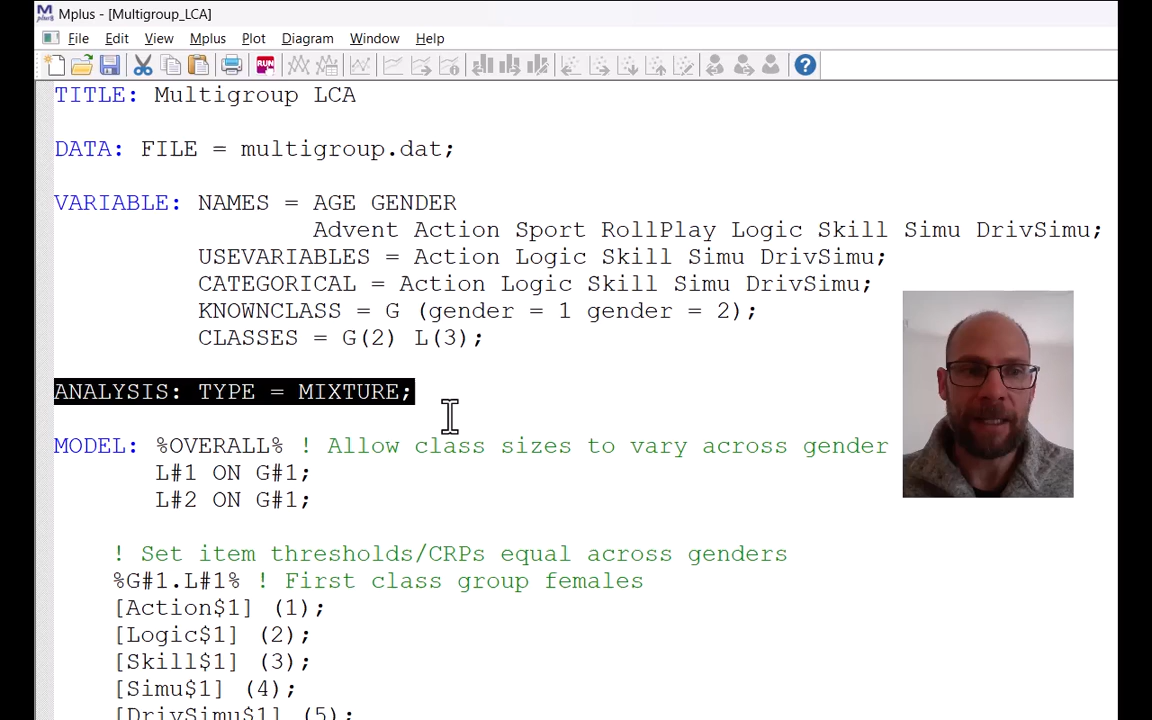 Mplus - [Multigroup_LCA]
File Edit View Mplus Plot Diagram Window Help
RUN
TITLE: Multigroup LCA
DATA: FILE = multigroup.dat;
VARIABLE: NAMES = AGE GENDER
Advent Action Sport RollPlay Logic Skill Simu DrivSimu;
USEVARIABLES = Action Logic Skill Simu DrivSimu;
CATEGORICAL = Action Logic Skill Simu DrivSimu;
KNOWNCLASS = G (gender = 1 gender = 2);
CLASSES = G(2) L(3);
ANALYSIS: TYPE = MIXTURE;
MODEL: %OVERALL% ! Allow class sizes to vary across gender
L#1 ON G#1;
L#2 ON G#1;
! Set item thresholds/CRPs equal across genders
%G#1.L#1% ! First class group females
[Action$1] (1);
[Logic$1] (2);
[Skill$1] (3);
[Simu$1] (4);
[DrivSimu$1] (5);